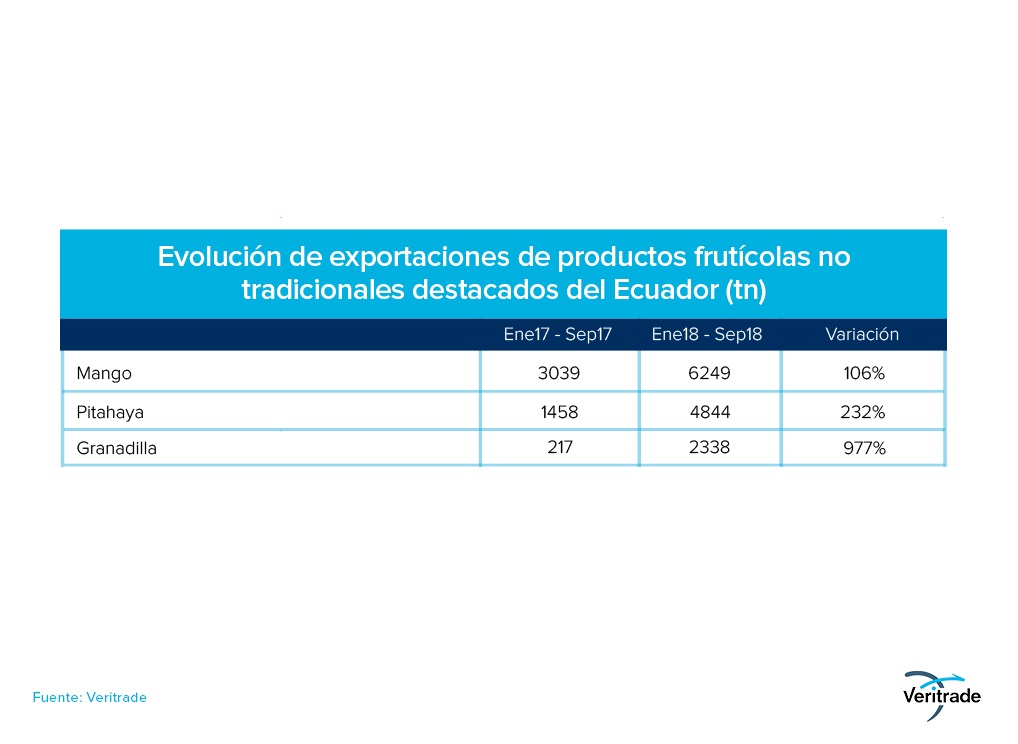 Evolución de exportaciones de productos frutícolas no
tradicionales destacados del Ecuador (tn)
Ene17 - Sep17 Ene18 - Sep18 Variación
Mango 3039 6249 106%
Pitahaya 1458 4844 232%
Granadilla 217 2338 977%
Fuente: Veritrade
Veritrade